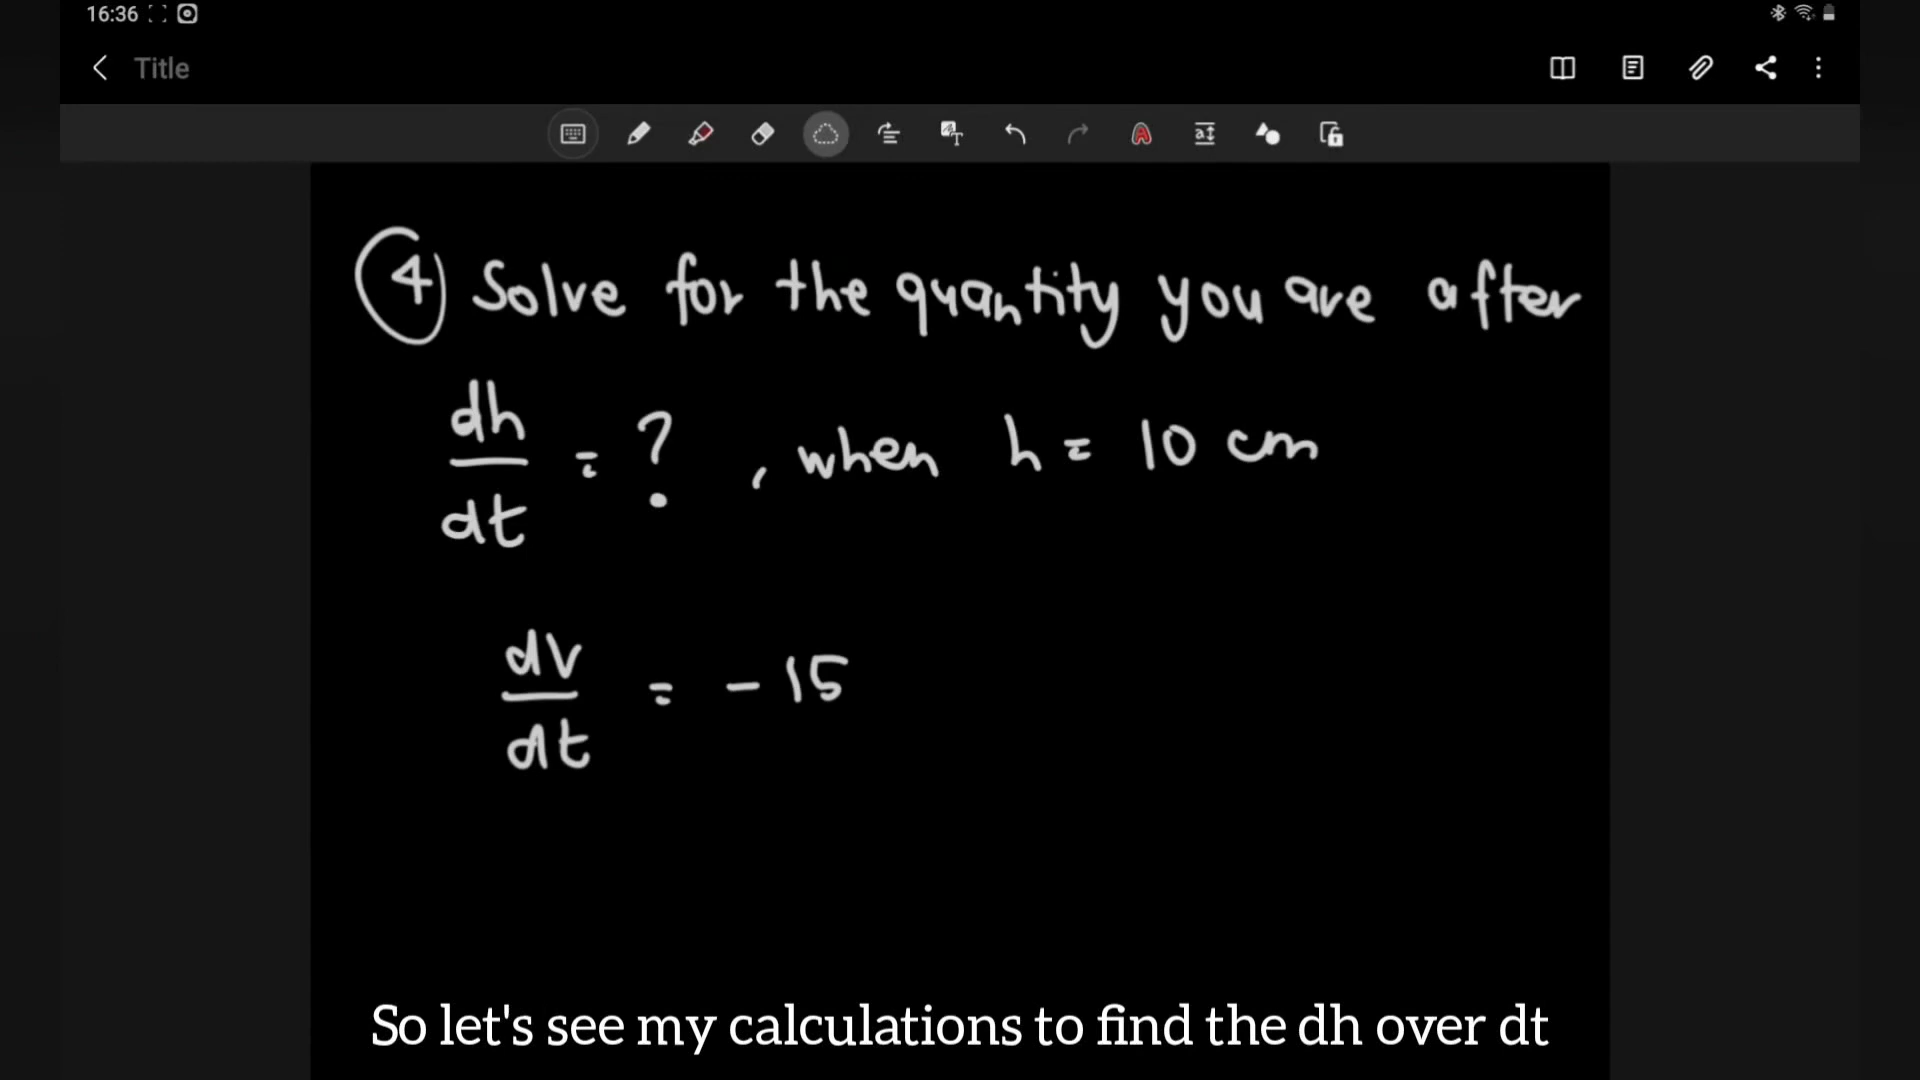 16:36
Title
4 Solve for the quantity you are after
dh/dt = ?, when h = 10 cm
dv/dt = -15
So let's see my calculations to find the dh over dt